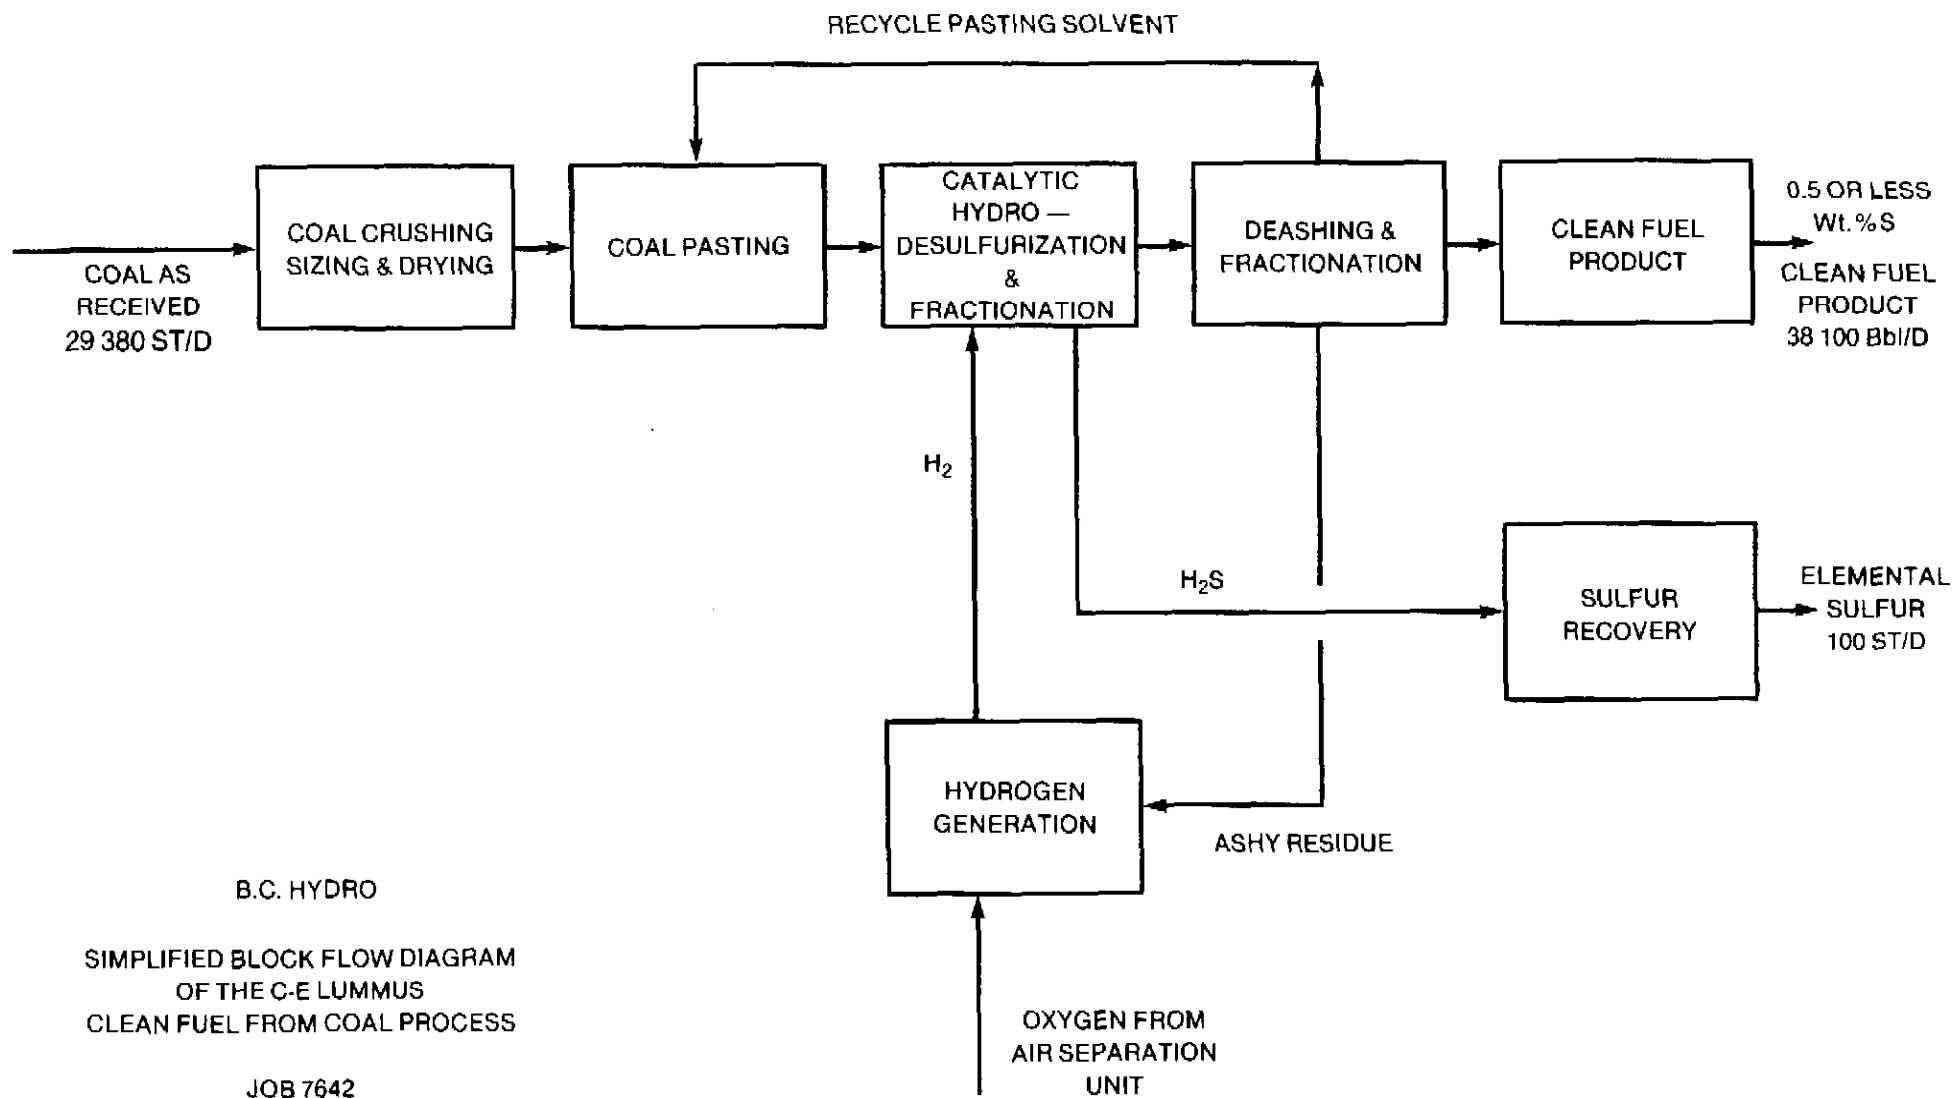 RECYCLE PASTING SOLVENT
COAL AS
RECEIVED
29 380 ST/D
COAL CRUSHING
SIZING & DRYING
COAL PASTING
CATALYTIC
HYDRO —
DESULFURIZATION
&
FRACTIONATION
DEASHING &
FRACTIONATION
CLEAN FUEL
PRODUCT
0.5 OR LESS
Wt.%S
CLEAN FUEL
PRODUCT
38 100 Bbl/D
H₂
H₂S
SULFUR
RECOVERY
ELEMENTAL
SULFUR
100 ST/D
HYDROGEN
GENERATION
ASHY RESIDUE
OXYGEN FROM
AIR SEPARATION
UNIT
B.C. HYDRO
SIMPLIFIED BLOCK FLOW DIAGRAM
OF THE C-E LUMMUS
CLEAN FUEL FROM COAL PROCESS
JOB 7642